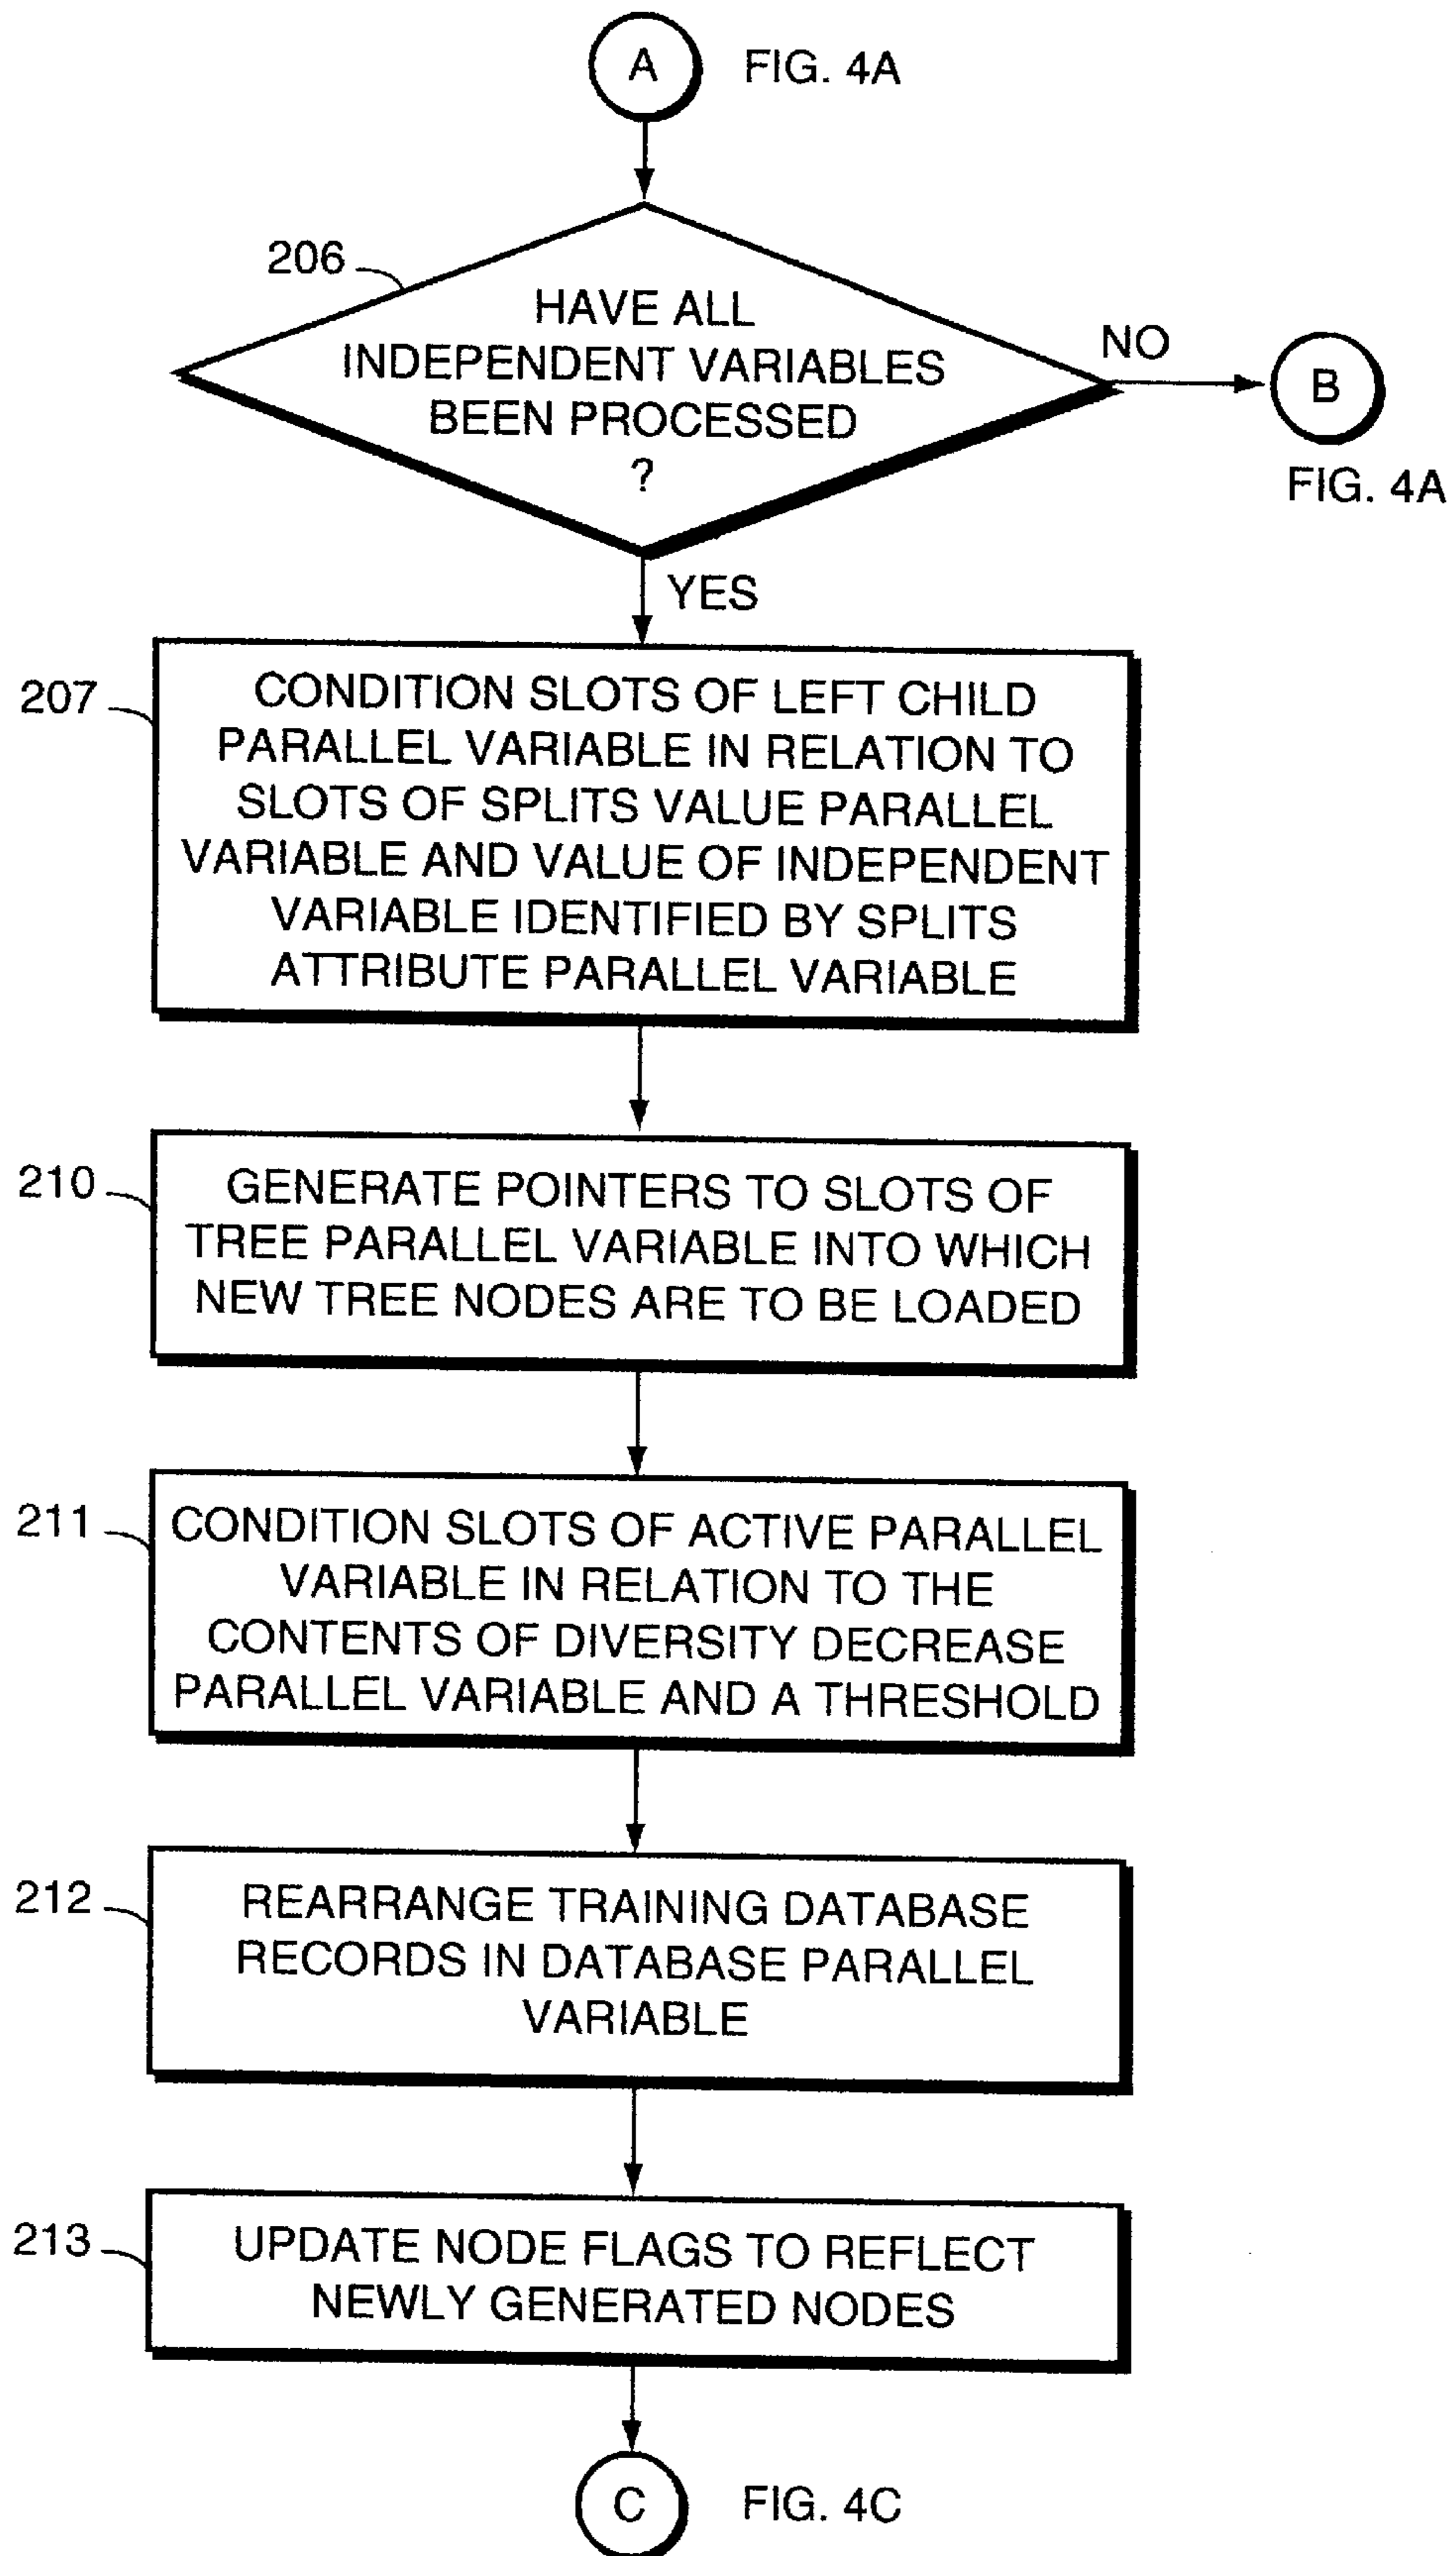 A
FIG. 4A
206
HAVE ALL
INDEPENDENT VARIABLES
BEEN PROCESSED
?
NO
B
FIG. 4A
YES
207
CONDITION SLOTS OF LEFT CHILD
PARALLEL VARIABLE IN RELATION TO
SLOTS OF SPLITS VALUE PARALLEL
VARIABLE AND VALUE OF INDEPENDENT
VARIABLE IDENTIFIED BY SPLITS
ATTRIBUTE PARALLEL VARIABLE
210
GENERATE POINTERS TO SLOTS OF
TREE PARALLEL VARIABLE INTO WHICH
NEW TREE NODES ARE TO BE LOADED
211
CONDITION SLOTS OF ACTIVE PARALLEL
VARIABLE IN RELATION TO THE
CONTENTS OF DIVERSITY DECREASE
PARALLEL VARIABLE AND A THRESHOLD
212
REARRANGE TRAINING DATABASE
RECORDS IN DATABASE PARALLEL
VARIABLE
213
UPDATE NODE FLAGS TO REFLECT
NEWLY GENERATED NODES
C
FIG. 4C